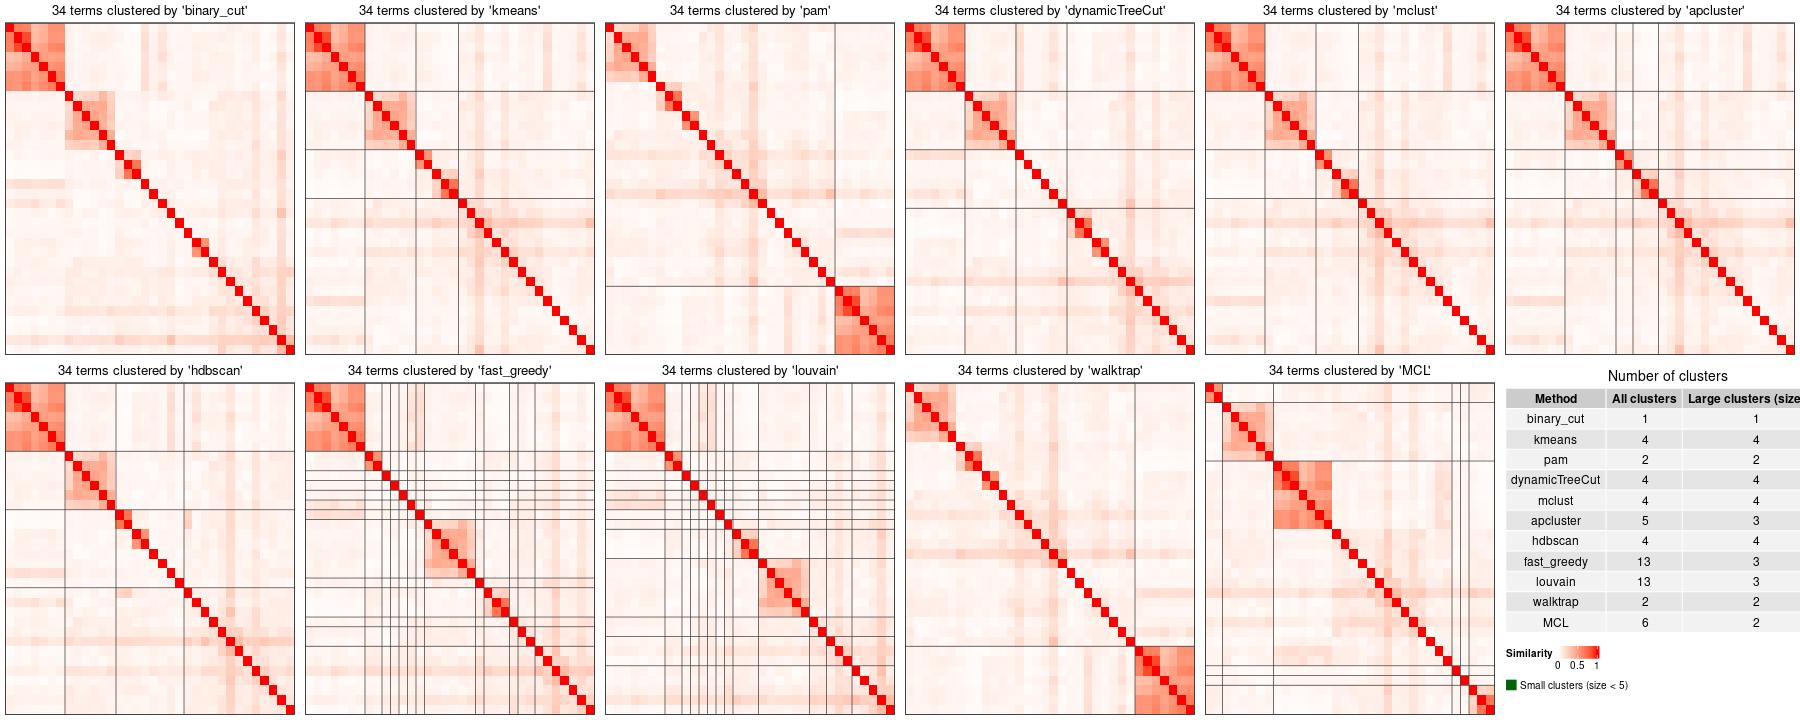 34 terms clustered by 'binary_cut'
34 terms clustered by 'kmeans'
34 terms clustered by 'pam'
34 terms clustered by 'dynamicTreeCut'
34 terms clustered by 'mclust'
34 terms clustered by 'apcluster'
34 terms clustered by 'hdbscan'
34 terms clustered by 'fast_greedy'
34 terms clustered by 'louvain'
34 terms clustered by 'walktrap'
34 terms clustered by 'MCL'
Number of clusters
Method All clusters Large clusters (size
binary_cut 1 1
kmeans 4 4
pam 2 2
dynamicTreeCut 4 4
mclust 4 4
apcluster 5 3
hdbscan 4 4
fast_greedy 13 3
louvain 13 3
walktrap 2 2
MCL 6 2
Similarity
0 0.5 1
Small clusters (size < 5)